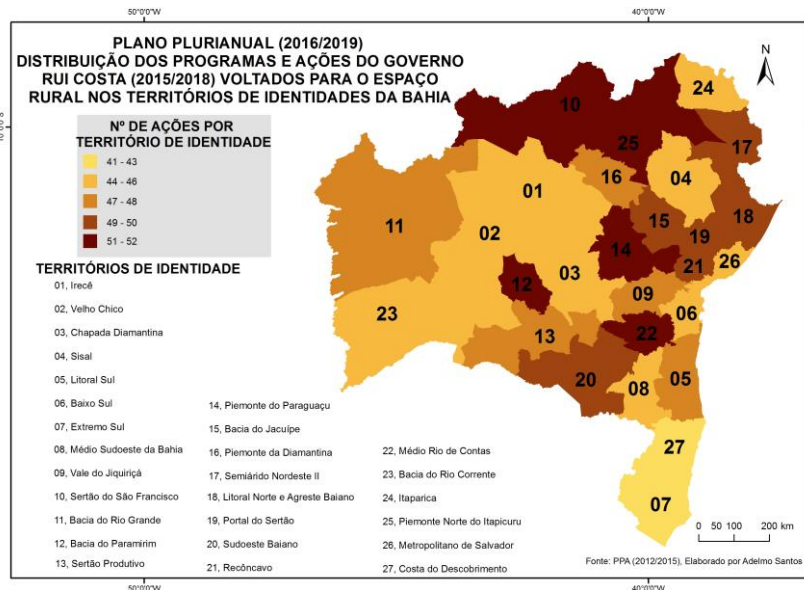 50°0'0"W
40°0'0"W
PLANO PLURIANUAL (2016/2019)
DISTRIBUIÇÃO DOS PROGRAMAS E AÇÕES DO GOVERNO
RUI COSTA (2015/2018) VOLTADOS PARA O ESPAÇO
RURAL NOS TERRITÓRIOS DE IDENTIDADES DA BAHIA
N
Nº DE AÇÕES POR
TERRITÓRIO DE IDENTIDADE
41 - 43
44 - 46
47 - 48
49 - 50
51 - 52
TERRITÓRIOS DE IDENTIDADE
01, Irecê
02, Velho Chico
03, Chapada Diamantina
04, Sisal
05, Litoral Sul
06, Baixo Sul
07, Extremo Sul
08, Médio Sudoeste da Bahia
09, Vale do Jiquiriçá
10, Sertão do São Francisco
11, Bacia do Rio Grande
12, Bacia do Paramirim
13, Sertão Produtivo
14, Piemonte do Paraguaçu
15, Bacia do Jacuípe
16, Piemonte da Diamantina
17, Semiárido Nordeste II
18, Litoral Norte e Agreste Baiano
19, Portal do Sertão
20, Sudoeste Baiano
21, Recôncavo
22, Médio Rio de Contas
23, Bacia do Rio Corrente
24, Itaparica
25, Piemonte Norte do Itapicuru
26, Metropolitano de Salvador
27, Costa do Descobrimento
10
24
25
17
16
04
01
11
02
15
18
14
19
21
26
12
03
09
23
06
13
22
20
08
05
27
07
0 50 100 200 km
Fonte: PPA (2012/2015), Elaborado por Adelmo Santos
50°0'0"W
40°0'0"W